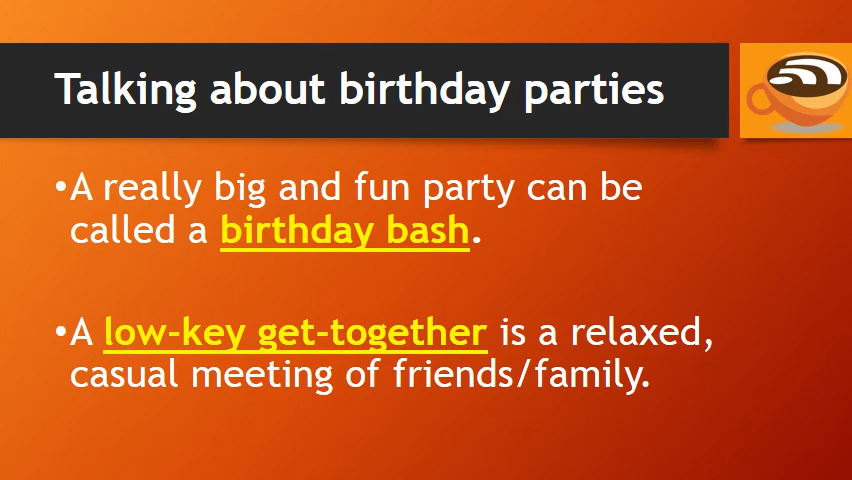 Talking about birthday parties
•A really big and fun party can be
called a birthday bash.
•A low-key get-together is a relaxed,
casual meeting of friends/family.